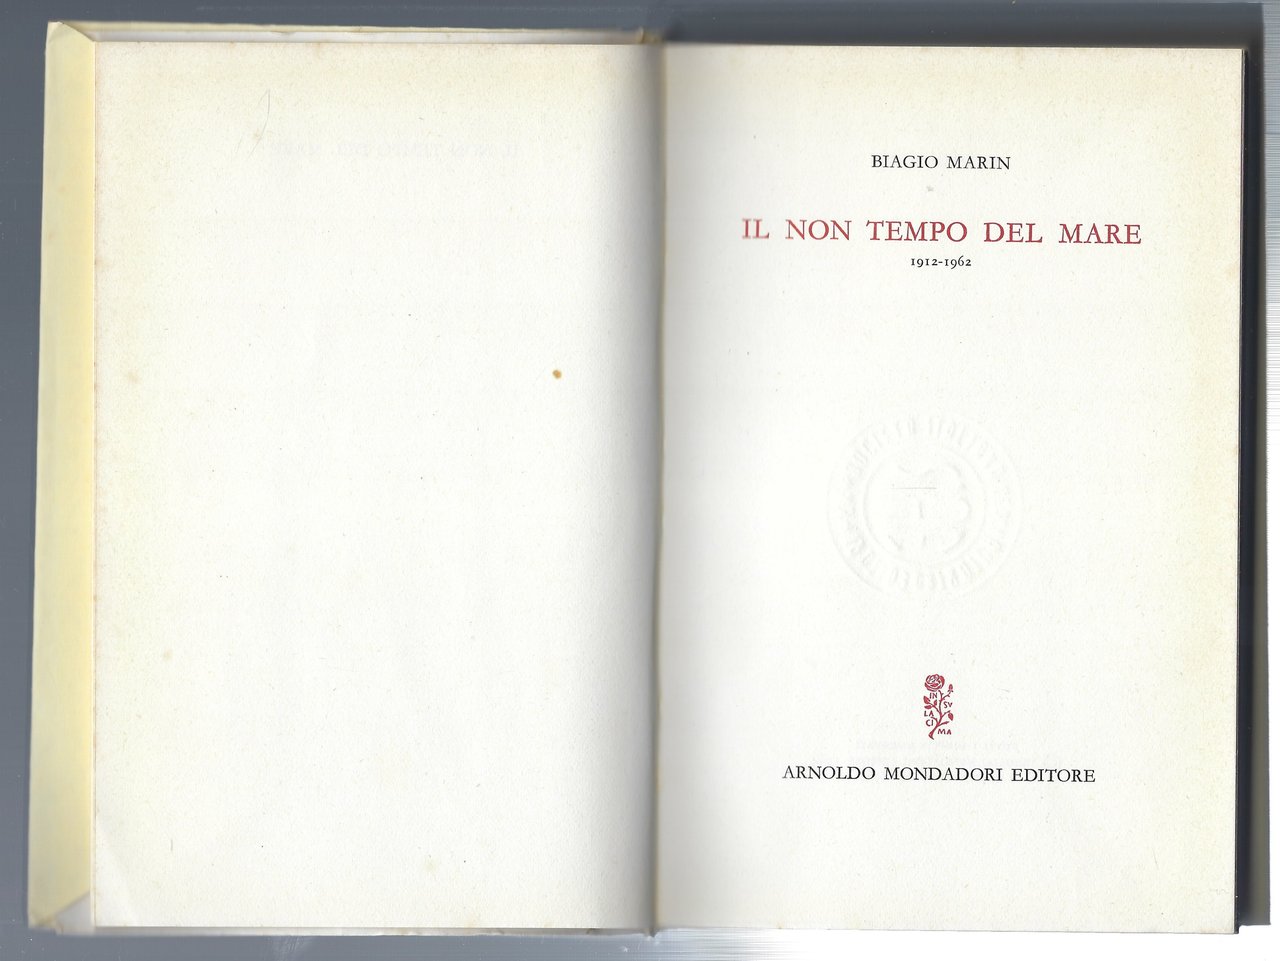 BIAGIO MARIN
IL NON TEMPO DEL MARE
1912-1962
IN
LA SV
CI
MA
ARNOLDO MONDADORI EDITORE